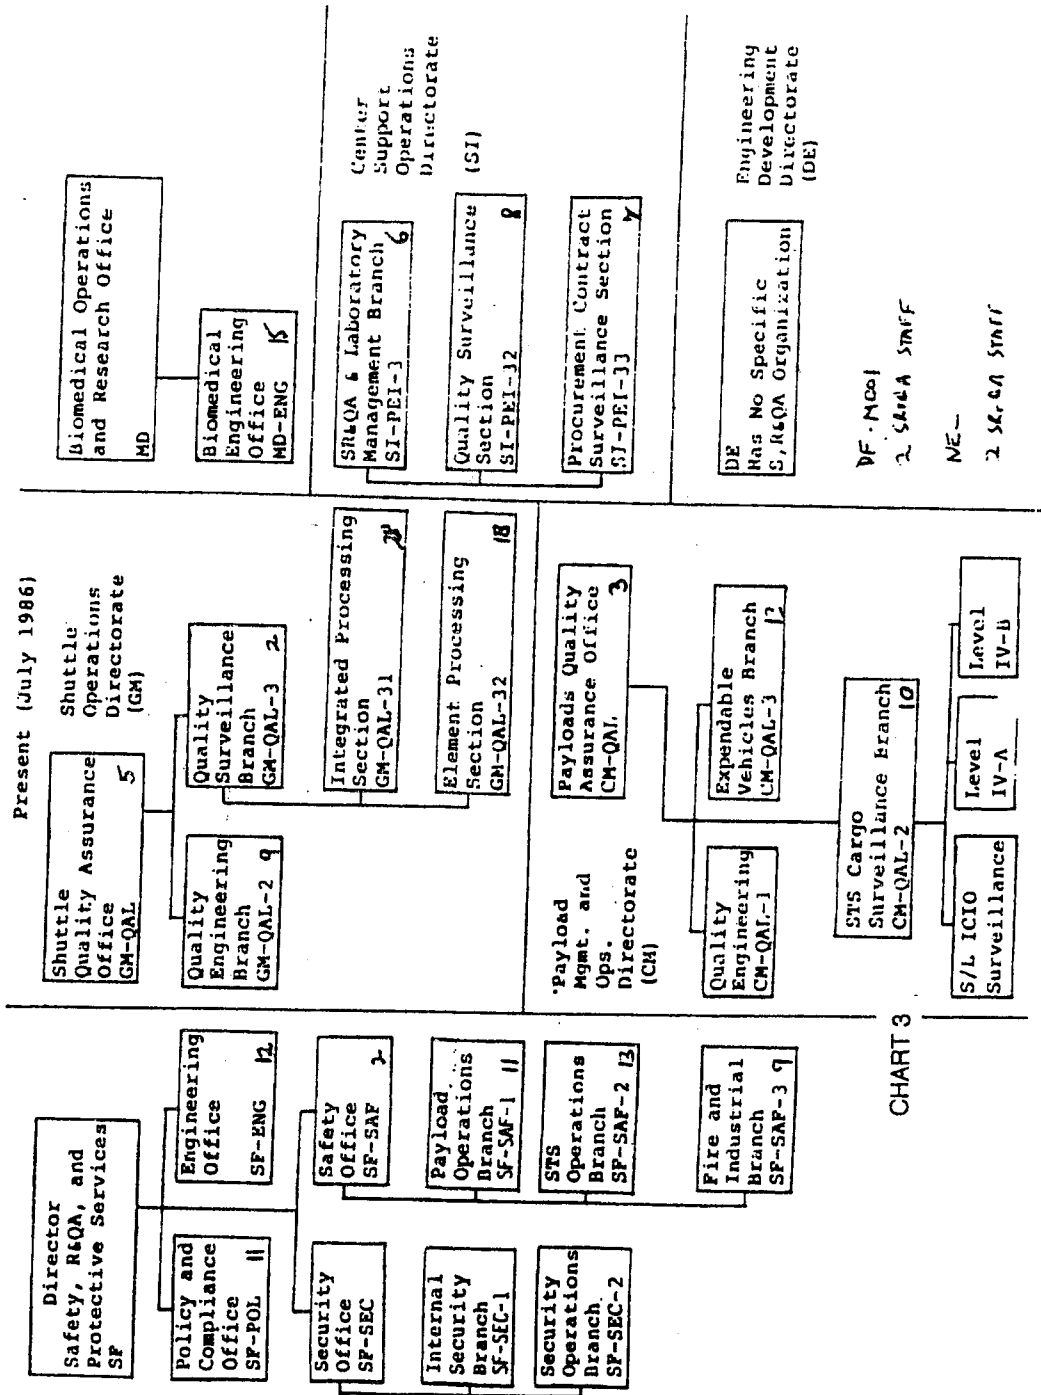 Present (July 1986)
Director
Safety, R&QA, and
Protective Services
SF
Policy and
Compliance
Office
SF-POL 11
Engineering
Office
SF-ENG 12
Security
Office
SF-SEC
Safety
Office
SF-SAF 2
Internal
Security
Branch
SF-SEC-1
Payload
Operations
Branch
SF-SAF-1 11
Security
Operations
Branch
SF-SEC-2
STS
Operations
Branch
SF-SAF-2 13
Fire and
Industrial
Branch
SF-SAF-3 9
Shuttle
Quality Assurance
Office
GM-QAL 5
Shuttle
Operations
Directorate
(GM)
Quality
Engineering
Branch
GM-QAL-2 9
Quality
Surveillance
Branch
GM-QAL-3 2
Integrated Processing
Section
GM-QAL-31
Element Processing
Section
GM-QAL-32 18
Payload
Mgmt. and
Ops.
Directorate
(CM)
Payloads Quality
Assurance Office
CM-QAL 3
Quality
Engineering
CM-QAL-1
Expendable
Vehicles Branch
CM-QAL-3 12
STS Cargo
Surveillance Branch
CM-QAL-2 10
S/L ICIO
Surveillance
Level
IV-A
Level
IV-B
Biomedical Operations
and Research Office
MD
Biomedical
Engineering
Office
MD-ENG 15
SR&QA & Laboratory
Management Branch
SI-PEI-3 6
Center
Support
Operations
Directorate
(SI)
Quality Surveillance
Section
SI-PEI-32 8
Procurement Contract
Surveillance Section
SI-PEI-33 7
DE
Has No Specific
S,R&QA Organization
Engineering
Development
Directorate
(DE)
2 SR&QA STAFF
NE-
2 SR&QA STAFF
CHART 3